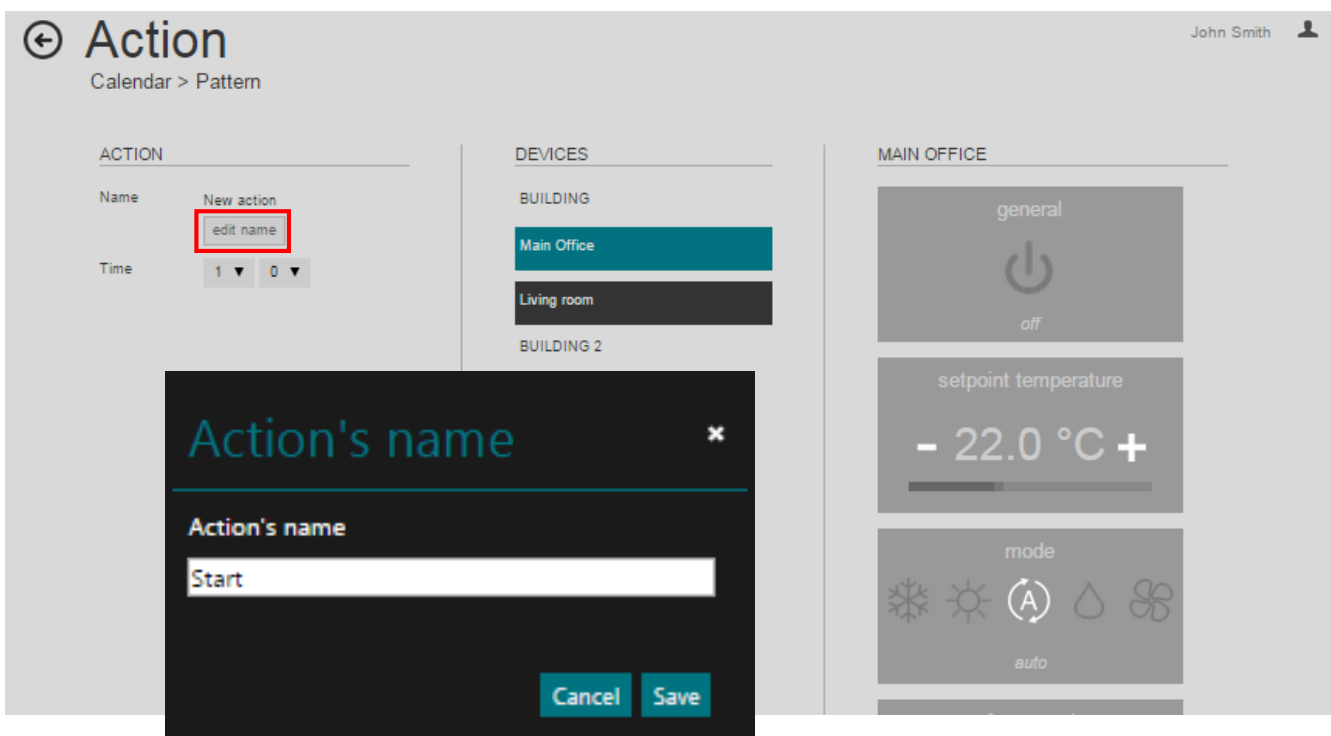 Action
John Smith
Calendar > Pattern
ACTION
Name
New action
edit name
Time
1 ▼ 0 ▼
DEVICES
BUILDING
Main Office
Living room
BUILDING 2
MAIN OFFICE
general
off
setpoint temperature
- 22.0 °C +
mode
A
auto
Action's name
Action's name
Start
Cancel
Save